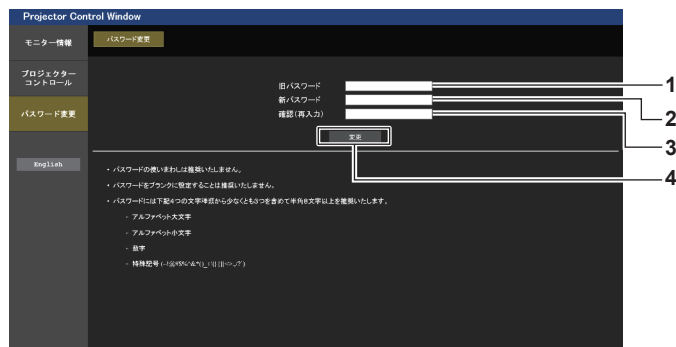 Projector Control Window
モニター情報
パスワード変更
プロジェクター
コントロール
パスワード変更
English
旧パスワード
新パスワード
確認(再入力)
変更
1
2
3
4
・パスワードの使いまわしは推奨いたしません。
・パスワードをブランクに設定することは推奨いたしません。
・パスワードには下記4つの文字種類から少なくとも3つを含めて半角8文字以上を推奨いたします。
- アルファベット大文字
- アルファベット小文字
- 数字
- 特殊記号